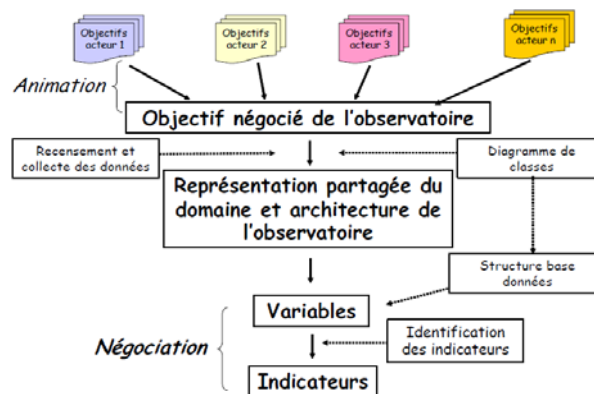 Objectifs
acteur 1
Objectifs
acteur 2
Objectifs
acteur 3
Objectifs
acteur n
Animation
Objectif négocié de l'observatoire
Recensement et
collecte des données
Diagramme de
classes
Représentation partagée du
domaine et architecture de
l'observatoire
Structure base
données
Variables
Négociation
Identification
des indicateurs
Indicateurs